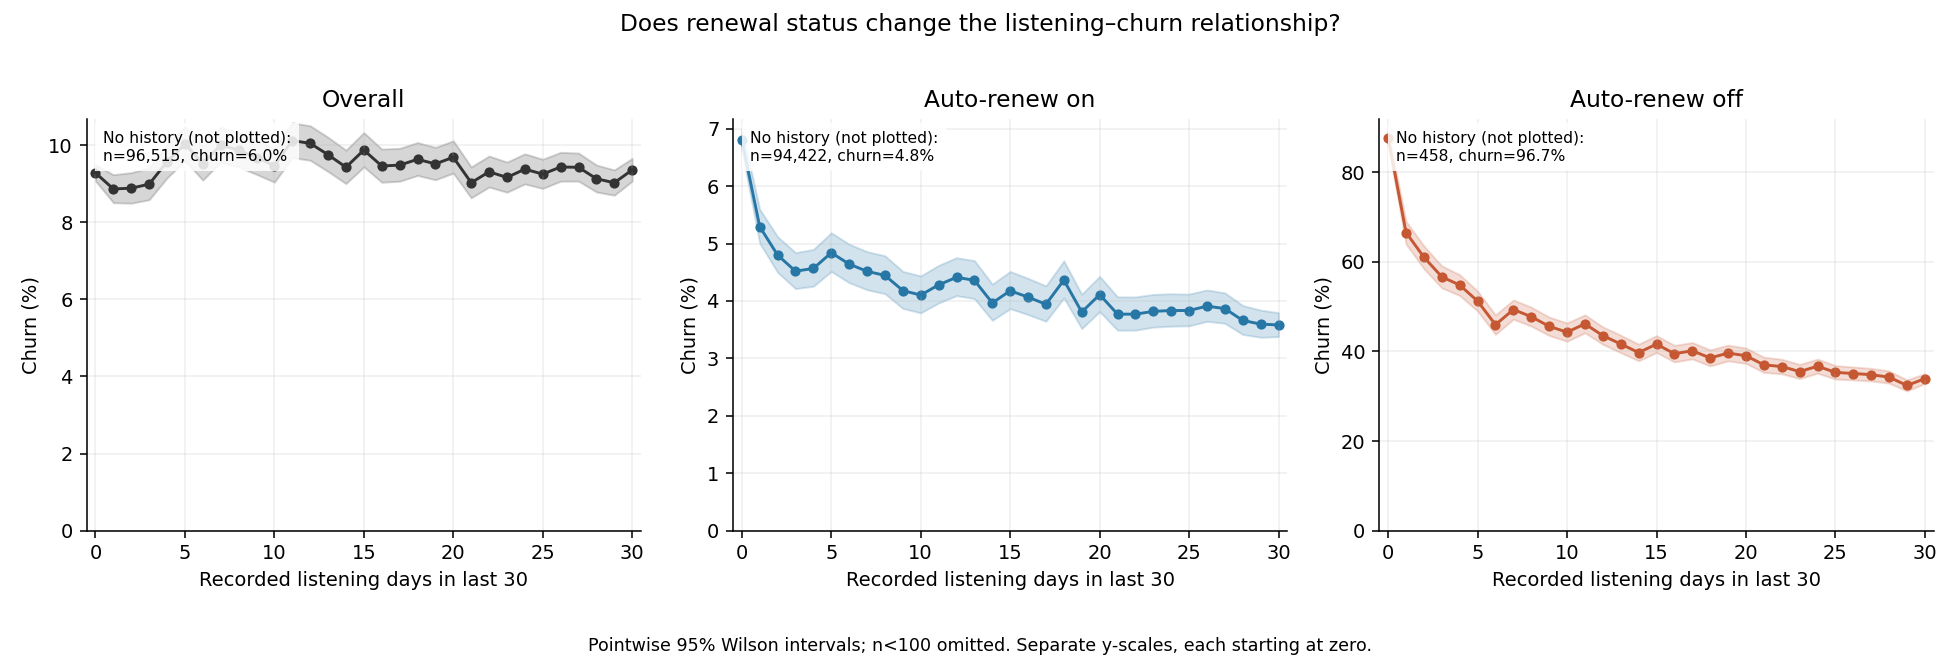 Does renewal status change the listening–churn relationship?
Overall
Auto-renew on
Auto-renew off
No history (not plotted):
n=96,515, churn=6.0%
No history (not plotted):
n=94,422, churn=4.8%
No history (not plotted):
n=458, churn=96.7%
Churn (%)
10
8
6
4
2
0
0 5 10 15 20 25 30
Recorded listening days in last 30
Churn (%)
7
6
5
4
3
2
1
0
0 5 10 15 20 25 30
Recorded listening days in last 30
Churn (%)
80
60
40
20
0
0 5 10 15 20 25 30
Recorded listening days in last 30
Pointwise 95% Wilson intervals; n<100 omitted. Separate y-scales, each starting at zero.